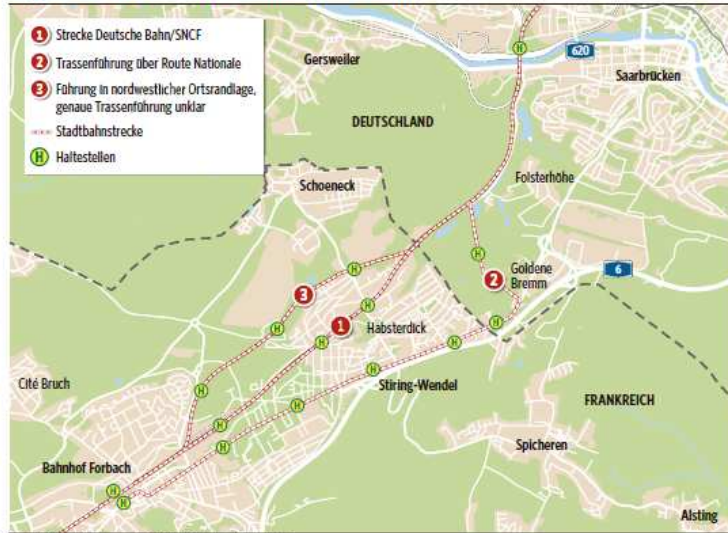 1 Strecke Deutsche Bahn/SNCF
2 Trassenführung über Route Nationale
3 Führung in nordwestlicher Ortsrandlage,
genaue Trassenführung unklar
Stadtbahnstrecke
H Haltestellen
H
620
Gersweiler
Saarbrücken
DEUTSCHLAND
Schoeneck
Folsterhöhe
H
H
2
Goldene
Bremm
6
3
H
H
H
1
Habsterdick
H
H
H
Cité Bruch
H
Stiring-Wendel
H
FRANKREICH
H
H
Spicheren
Bahnhof Forbach
H
H
Alsting